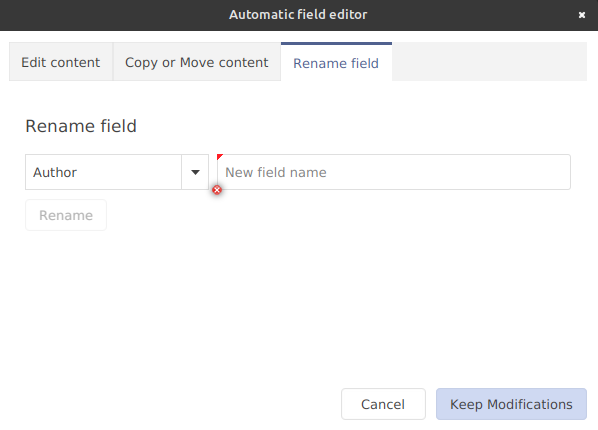 Automatic field editor
Edit content Copy or Move content Rename field
Rename field
Author New field name
Rename
Cancel Keep Modifications